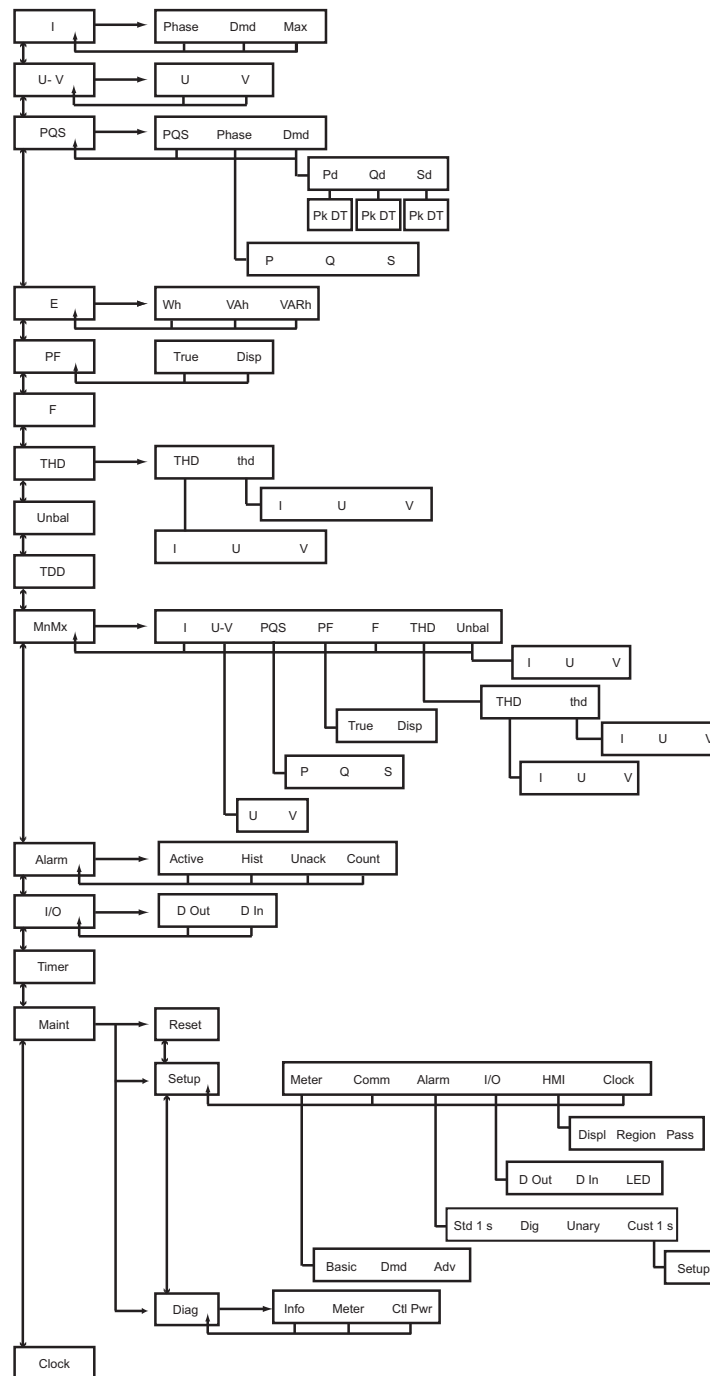 I
Phase Dmd Max
U- V
U V
PQS
PQS Phase Dmd
Pd Qd Sd
Pk DT Pk DT Pk DT
P Q S
E
Wh VAh VARh
PF
True Disp
F
THD
THD thd
I U V
Unbal
I U V
TDD
MnMx
I U-V PQS PF F THD Unbal
I U V
THD thd
True Disp
I U V
P Q S
I U V
U V
Alarm
Active Hist Unack Count
I/O
D Out D In
Timer
Maint
Reset
Setup
Meter Comm Alarm I/O HMI Clock
Displ Region Pass
D Out D In LED
Std 1 s Dig Unary Cust 1 s
Basic Dmd Adv
Setup
Diag
Info Meter Ctl Pwr
Clock